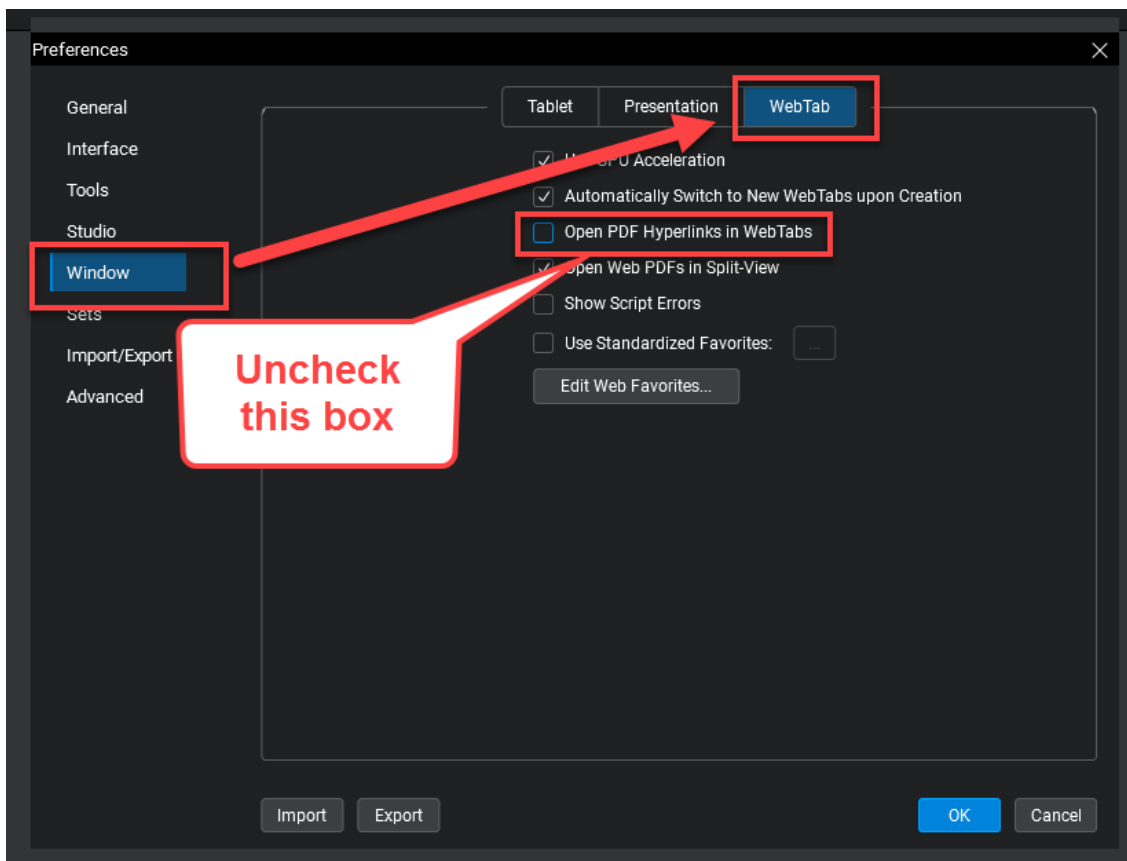 Preferences
General
Interface
Tools
Studio
Window
Sets
Import/Export
Advanced
Tablet
Presentation
WebTab
GPU Acceleration
Automatically Switch to New WebTabs upon Creation
Open PDF Hyperlinks in WebTabs
Open Web PDFs in Split-View
Show Script Errors
Use Standardized Favorites:
...
Edit Web Favorites...
Uncheck
this box
Import
Export
OK
Cancel